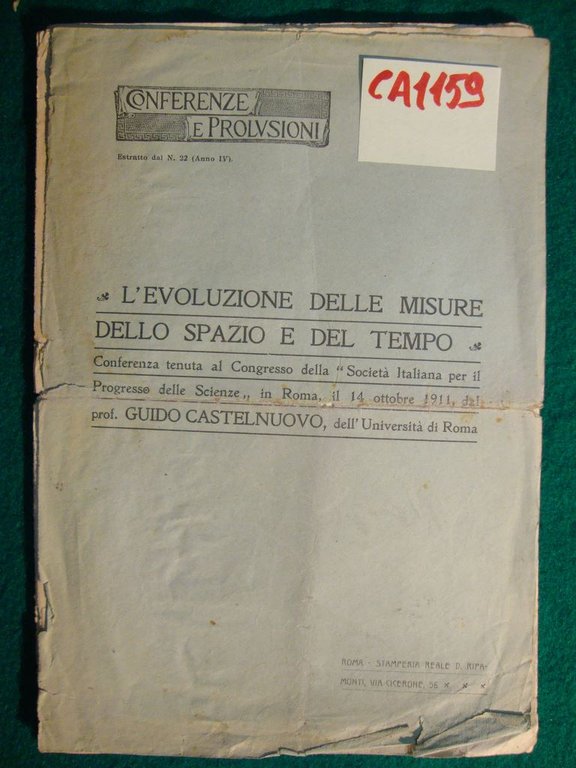 CA1159
CONFERENZE
E PROLVSIONI
Estratto dal N. 22 (Anno IV).
L'EVOLUZIONE DELLE MISURE
DELLO SPAZIO E DEL TEMPO
Conferenza tenuta al Congresso della "Società Italiana per il
Progresso delle Scienze„ in Roma, il 14 ottobre 1911, dal
prof. GUIDO CASTELNUOVO, dell'Università di Roma
ROMA - STAMPERIA REALE D. RIPA-
MONTI, VIA CICERONE, 56